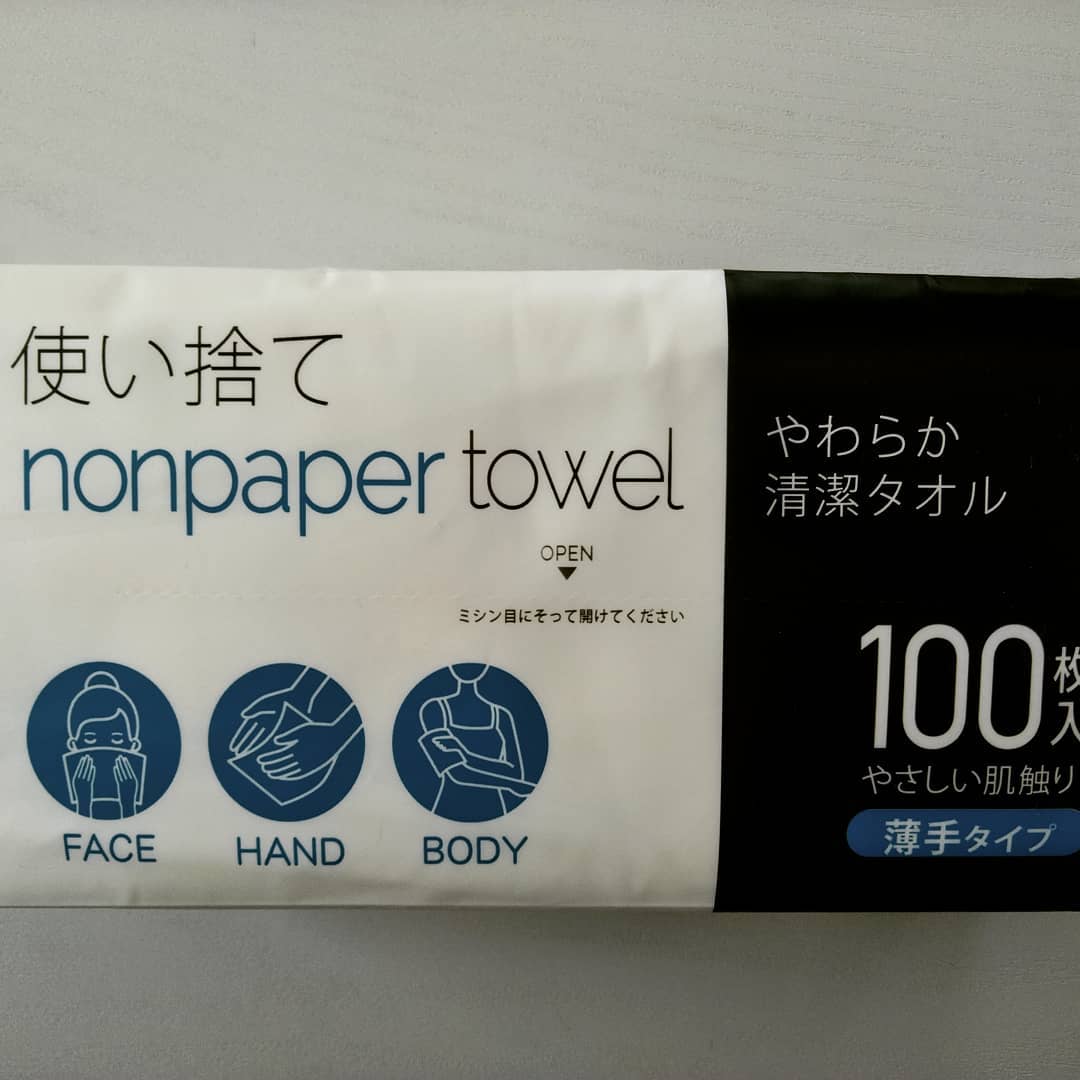 使い捨て
nonpaper towel
OPEN
ミシン目にそって開けてください
FACE
HAND
BODY
やわらか
清潔タオル
100枚入
やさしい肌触り
薄手タイプ